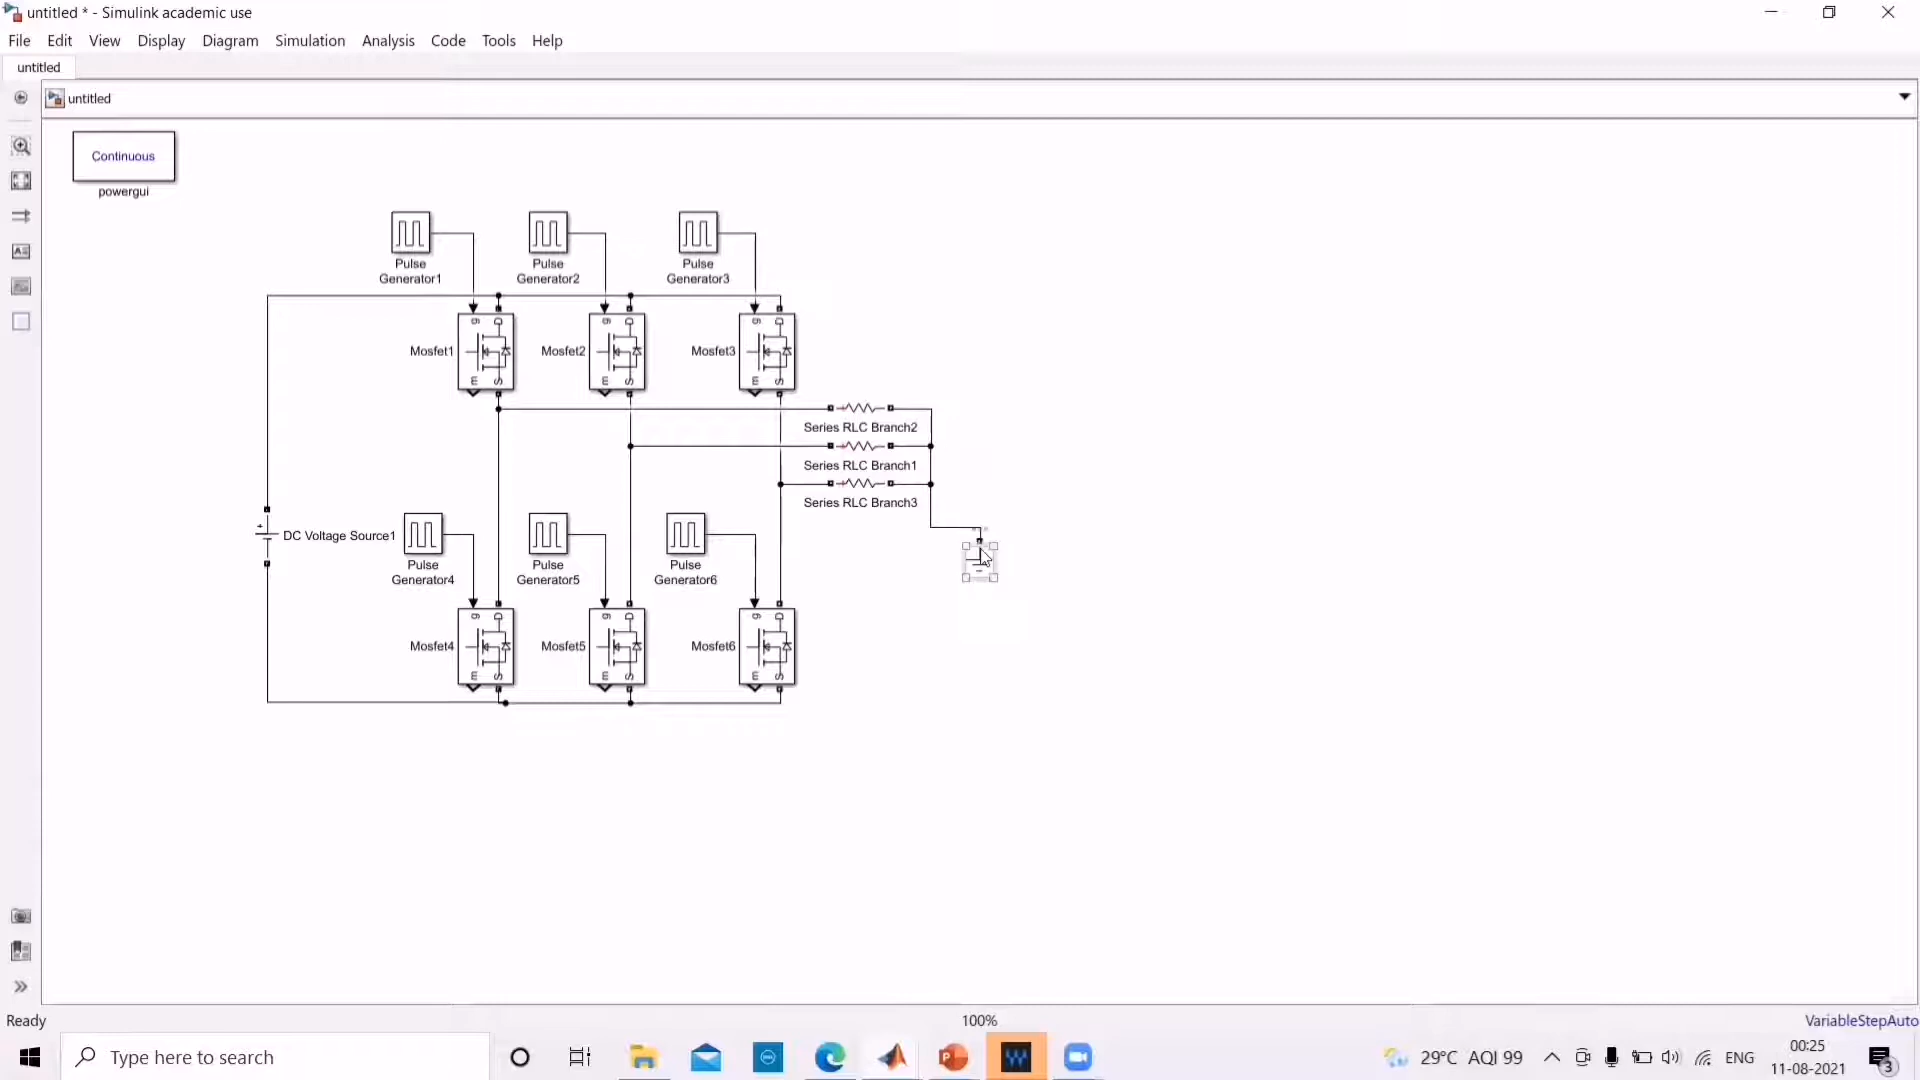 untitled * - Simulink academic use
File Edit View Display Diagram Simulation Analysis Code Tools Help
untitled
untitled
Continuous
powergui
Pulse
Generator1
Pulse
Generator2
Pulse
Generator3
g D
g D
g D
Mosfet1
Mosfet2
Mosfet3
m S
m S
m S
Series RLC Branch2
Series RLC Branch1
Series RLC Branch3
+
DC Voltage Source1
Pulse
Generator4
Pulse
Generator5
Pulse
Generator6
g D
g D
g D
Mosfet4
Mosfet5
Mosfet6
m S
m S
m S
Ready
100%
VariableStepAuto
Type here to search
29°C AQI 99
ENG
00:25
11-08-2021
3